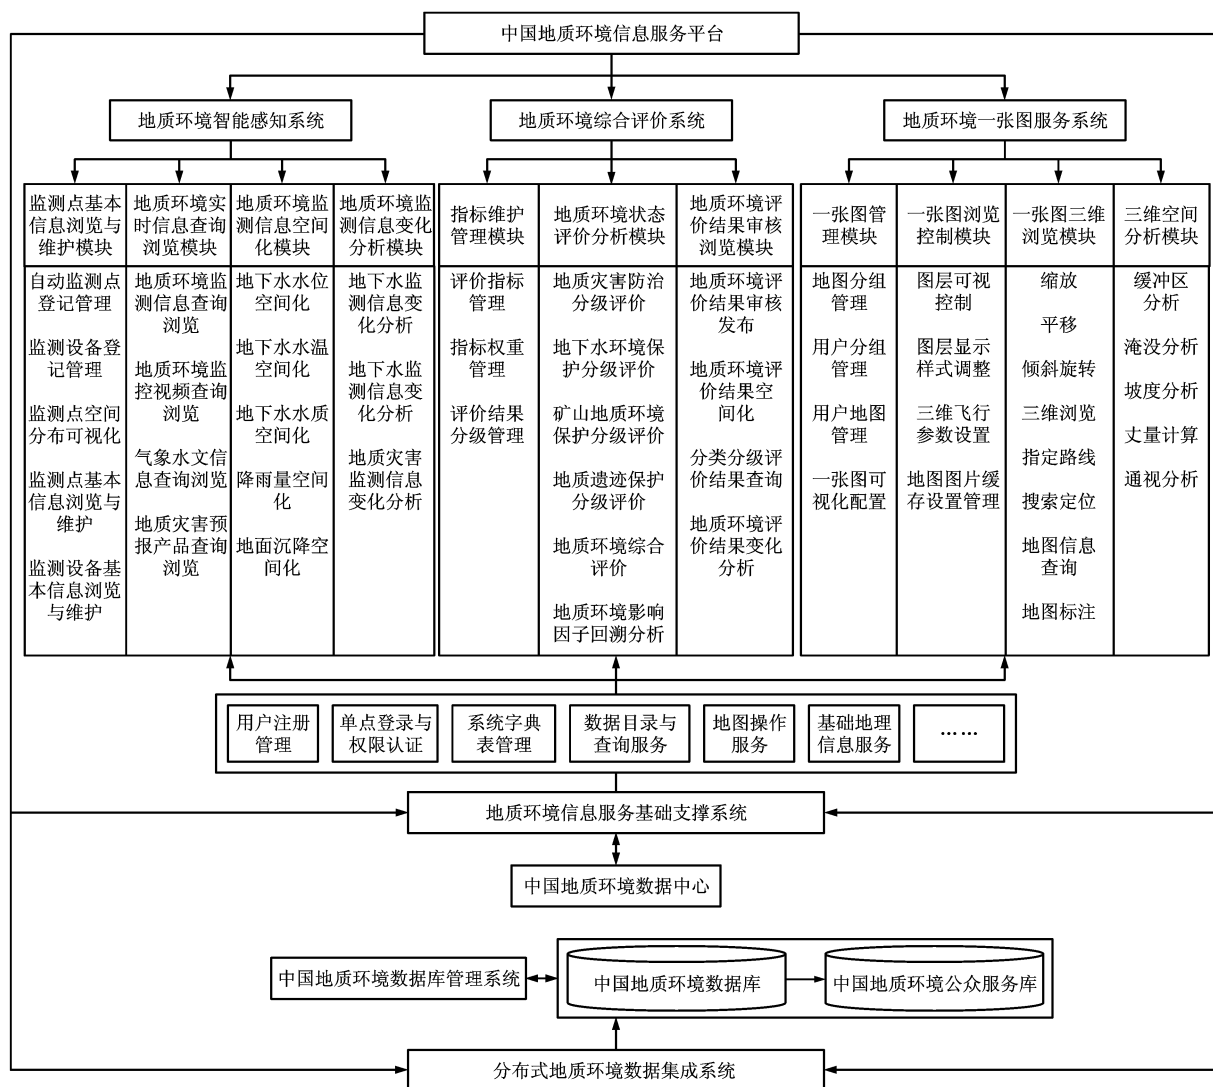 中国地质环境信息服务平台
地质环境智能感知系统
地质环境综合评价系统
地质环境一张图服务系统
监测点基本
信息浏览与
维护模块
地质环境实
时信息查询
浏览模块
地质环境监
测信息空间
化模块
地质环境监
测信息变化
分析模块
指标维护
管理模块
地质环境状态
评价分析模块
地质环境评
价结果审核
浏览模块
一张图管
理模块
一张图浏览
控制模块
一张图三维
浏览模块
三维空间
分析模块
自动监测点
登记管理
监测设备登
记管理
监测点空间
分布可视化
监测点基本
信息浏览与
维护
监测设备基
本信息浏览
与维护
地质环境监
测信息查询
浏览
地质环境监
控视频查询
浏览
气象水文信
息查询浏览
地质灾害预
报产品查询
浏览
地下水水位
空间化
地下水水温
空间化
地下水水质
空间化
降雨量空间
化
地面沉降空
间化
地下水监
测信息变
化分析
地下水监
测信息变
化分析
地质灾害
监测信息
变化分析
评价指标
管理
指标权重
管理
评价结果
分级管理
地质灾害防治
分级评价
地下水环境保
护分级评价
矿山地质环境
保护分级评价
地质遗迹保护
分级评价
地质环境综合
评价
地质环境影响
因子回溯分析
地质环境评
价结果审核
发布
地质环境评
价结果空
间化
分类分级评
价结果查询
地质环境评
价结果变化
分析
地图分组
管理
用户分组
管理
用户地图
管理
一张图可
视化配置
图层可视
控制
图层显示
样式调整
三维飞行
参数设置
地图图片缓
存设置管理
缩放
平移
倾斜旋转
三维浏览
指定路线
搜索定位
地图信息
查询
地图标注
缓冲区
分析
淹没分析
坡度分析
丈量计算
通视分析
用户注册
管理
单点登录与
权限认证
系统字典
表管理
数据目录与
查询服务
地图操作
服务
基础地理
信息服务
……
地质环境信息服务基础支撑系统
中国地质环境数据中心
中国地质环境数据库管理系统
中国地质环境数据库
中国地质环境公众服务库
分布式地质环境数据集成系统